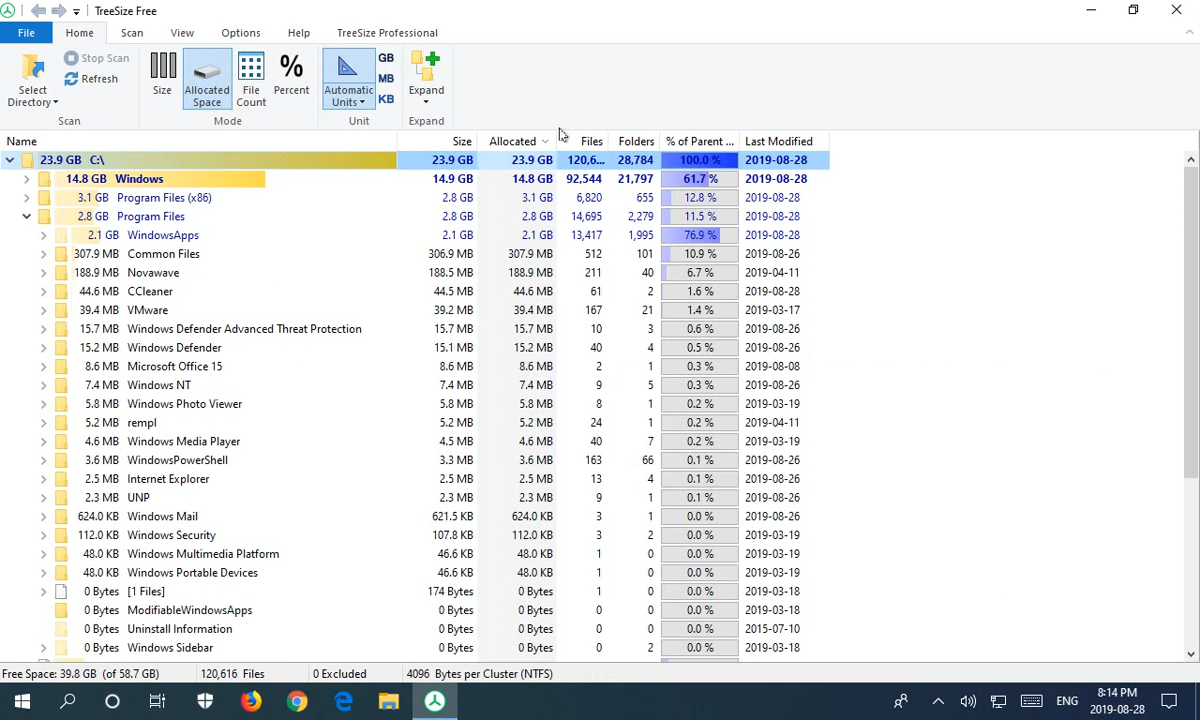 TreeSize Free
File Home Scan View Options Help TreeSize Professional
Select Directory
Stop Scan
Refresh
Scan
Size
Allocated Space
File Count
Percent
Mode
Automatic Units
GB
MB
KB
Unit
Expand
Expand
Name Size Allocated Files Folders % of Parent ... Last Modified
23.9 GB C:\ 23.9 GB 23.9 GB 120,6... 28,784 100.0 % 2019-08-28
14.8 GB Windows 14.9 GB 14.8 GB 92,544 21,797 61.7 % 2019-08-28
3.1 GB Program Files (x86) 2.8 GB 3.1 GB 6,820 655 12.8 % 2019-08-28
2.8 GB Program Files 2.8 GB 2.8 GB 14,695 2,279 11.5 % 2019-08-28
2.1 GB WindowsApps 2.1 GB 2.1 GB 13,417 1,995 76.9 % 2019-08-28
307.9 MB Common Files 306.9 MB 307.9 MB 512 101 10.9 % 2019-08-28
188.9 MB Novawave 188.5 MB 188.9 MB 211 40 6.7 % 2019-04-11
44.6 MB CCleaner 44.5 MB 44.6 MB 61 2 1.6 % 2019-08-28
39.4 MB VMware 39.2 MB 39.4 MB 167 21 1.4 % 2019-03-17
15.7 MB Windows Defender Advanced Threat Protection 15.7 MB 15.7 MB 10 3 0.6 % 2019-08-26
15.2 MB Windows Defender 15.1 MB 15.2 MB 40 4 0.5 % 2019-08-26
8.6 MB Microsoft Office 15 8.6 MB 8.6 MB 2 1 0.3 % 2019-08-08
7.4 MB Windows NT 7.4 MB 7.4 MB 9 5 0.3 % 2019-08-26
5.8 MB Windows Photo Viewer 5.8 MB 5.8 MB 8 1 0.2 % 2019-03-19
5.2 MB rempl 5.2 MB 5.2 MB 24 1 0.2 % 2019-04-11
4.6 MB Windows Media Player 4.5 MB 4.6 MB 40 7 0.2 % 2019-03-19
3.6 MB WindowsPowerShell 3.3 MB 3.6 MB 163 66 0.1 % 2019-08-26
2.5 MB Internet Explorer 2.5 MB 2.5 MB 13 4 0.1 % 2019-08-26
2.3 MB UNP 2.3 MB 2.3 MB 9 1 0.1 % 2019-08-26
624.0 KB Windows Mail 621.5 KB 624.0 KB 3 1 0.0 % 2019-08-26
112.0 KB Windows Security 107.8 KB 112.0 KB 3 2 0.0 % 2019-03-19
48.0 KB Windows Multimedia Platform 46.6 KB 48.0 KB 1 0 0.0 % 2019-03-19
48.0 KB Windows Portable Devices 46.6 KB 48.0 KB 1 0 0.0 % 2019-03-19
0 Bytes [1 Files] 174 Bytes 0 Bytes 1 0 0.0 % 2019-03-18
0 Bytes ModifiableWindowsApps 0 Bytes 0 Bytes 0 0 0.0 % 2019-03-18
0 Bytes Uninstall Information 0 Bytes 0 Bytes 0 0 0.0 % 2015-07-10
0 Bytes Windows Sidebar 0 Bytes 0 Bytes 0 2 0.0 % 2019-03-18
Free Space: 39.8 GB (of 58.7 GB) 120,616 Files 0 Excluded 4096 Bytes per Cluster (NTFS)
ENG
8:14 PM
2019-08-28